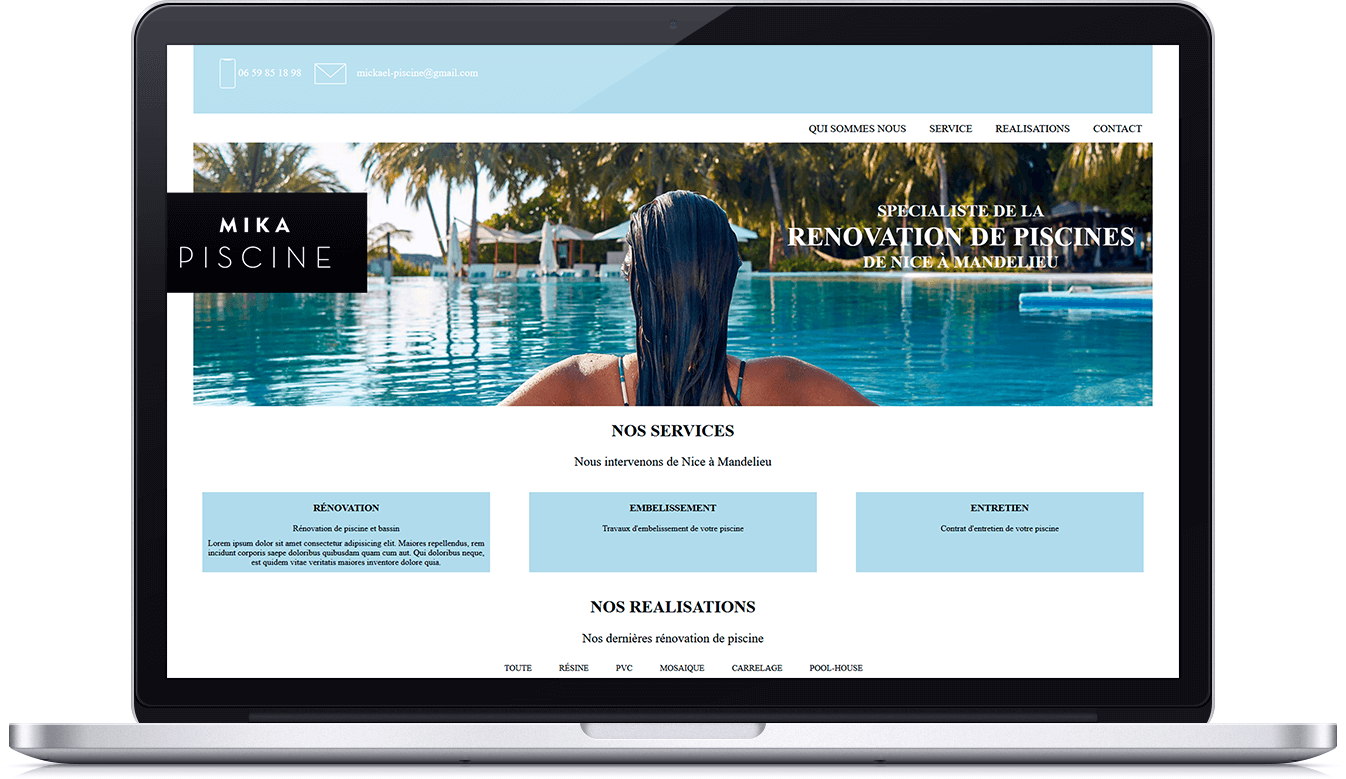 06 59 85 18 98 mickael-piscine@gmail.com
QUI SOMMES NOUS SERVICE REALISATIONS CONTACT
MIKA
PISCINE
SPECIALISTE DE LA
RENOVATION DE PISCINES
DE NICE À MANDELIEU
NOS SERVICES
Nous intervenons de Nice à Mandelieu
RÉNOVATION
Rénovation de piscine et bassin
Lorem ipsum dolor sit amet consectetur adipisicing elit. Maiores repellendus, rem
incidunt corporis saepe doloribus quibusdam quam cum aut. Qui doloribus neque,
est quidem vitae veritatis maiores inventore dolore quia.
EMBELISSEMENT
Travaux d'embelissement de votre piscine
ENTRETIEN
Contrat d'entretien de votre piscine
NOS REALISATIONS
Nos dernières rénovation de piscine
TOUTE RÉSINE PVC MOSAIQUE CARRELAGE POOL-HOUSE